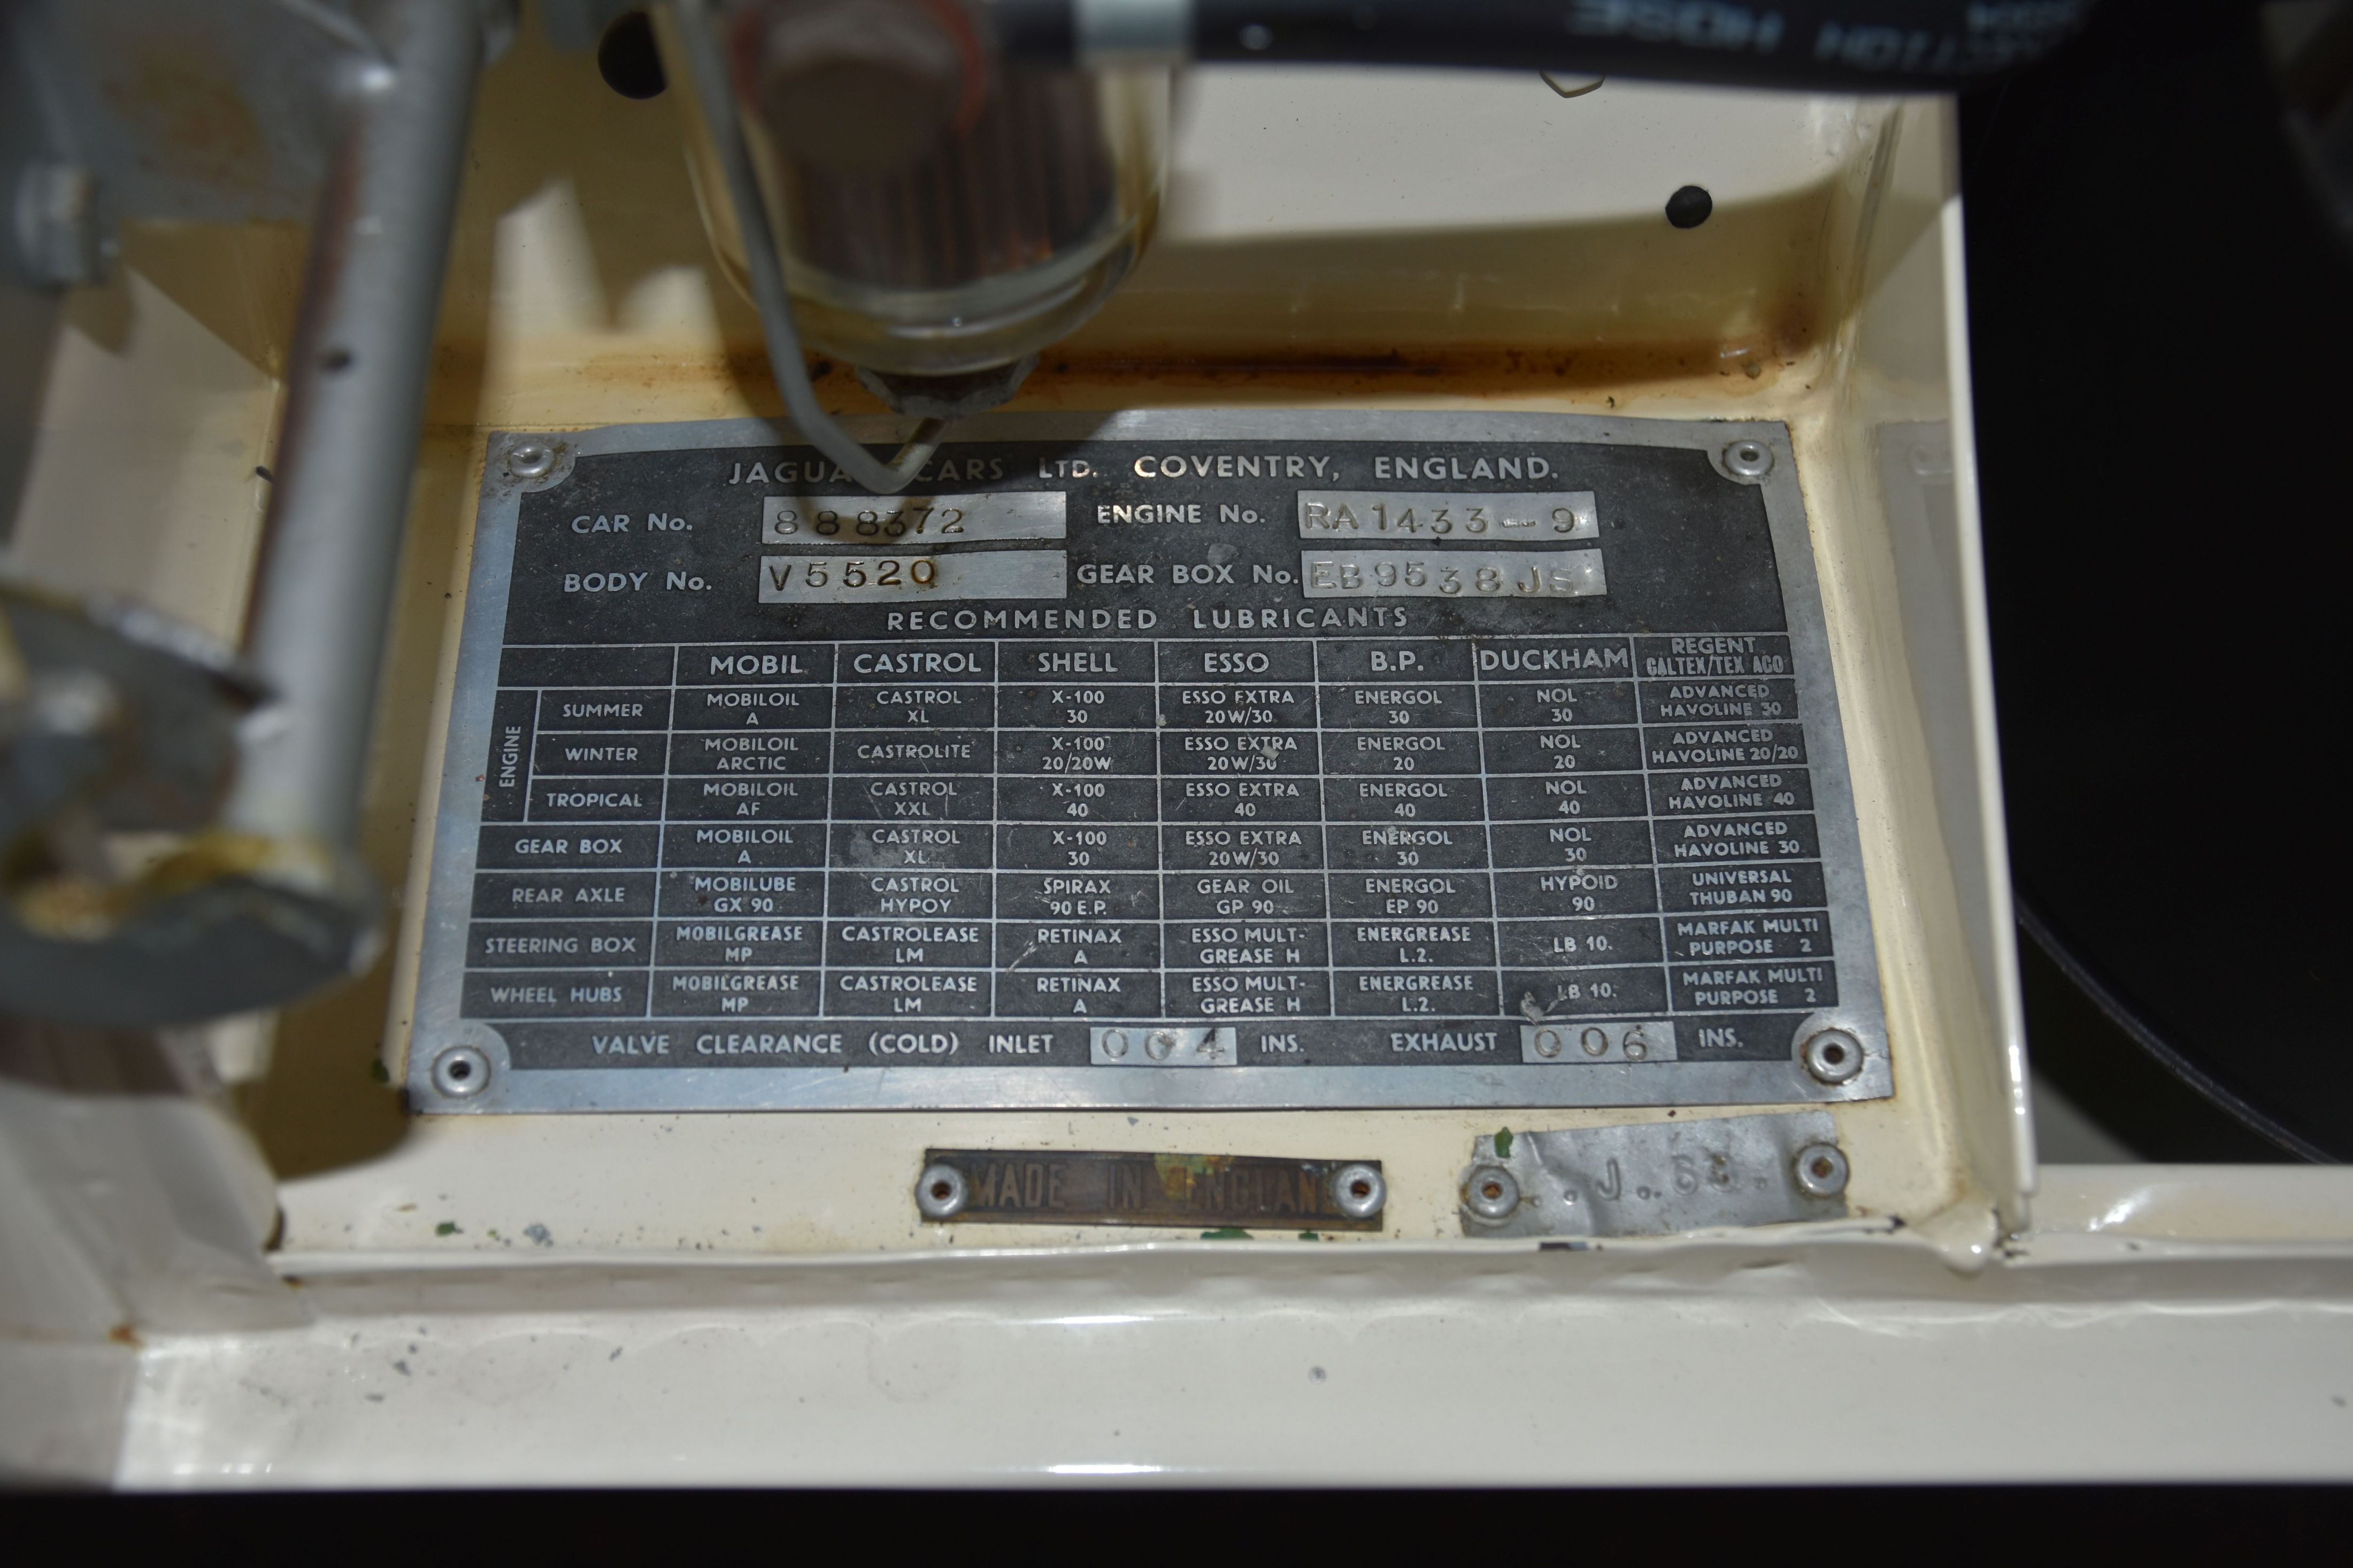 HOSE
JAGUA CARS LTD. COVENTRY, ENGLAND.
CAR No. 888372 ENGINE No. RA1433-9
BODY No. V5520 GEAR BOX No. EB9538JS
RECOMMENDED LUBRICANTS
MOBIL CASTROL SHELL ESSO B.P. DUCKHAM REGENT CALTEX/TEXACO
ENGINE
SUMMER MOBILOIL A CASTROL XL X-100 30 ESSO EXTRA 20W/30 ENERGOL 30 NOL 30 ADVANCED HAVOLINE 30
WINTER MOBILOIL ARCTIC CASTROLITE X-100 20/20W ESSO EXTRA 20W/30 ENERGOL 20 NOL 20 ADVANCED HAVOLINE 20/20
TROPICAL MOBILOIL AF CASTROL XXL X-100 40 ESSO EXTRA 40 ENERGOL 40 NOL 40 ADVANCED HAVOLINE 40
GEAR BOX MOBILOIL A CASTROL XL X-100 30 ESSO EXTRA 20W/30 ENERGOL 30 NOL 30 ADVANCED HAVOLINE 30
REAR AXLE MOBILUBE GX 90 CASTROL HYPOY SPIRAX 90 E.P. GEAR OIL GP 90 ENERGOL EP 90 HYPOID 90 UNIVERSAL THUBAN 90
STEERING BOX MOBILGREASE MP CASTROLEASE LM RETINAX A ESSO MULT-GREASE H ENERGREASE L.2. LB 10. MARFAK MULTI PURPOSE 2
WHEEL HUBS MOBILGREASE MP CASTROLEASE LM RETINAX A ESSO MULT-GREASE H ENERGREASE L.2. LB 10. MARFAK MULTI PURPOSE 2
VALVE CLEARANCE (COLD) INLET 004 INS. EXHAUST 006 INS.
MADE IN ENGLAN